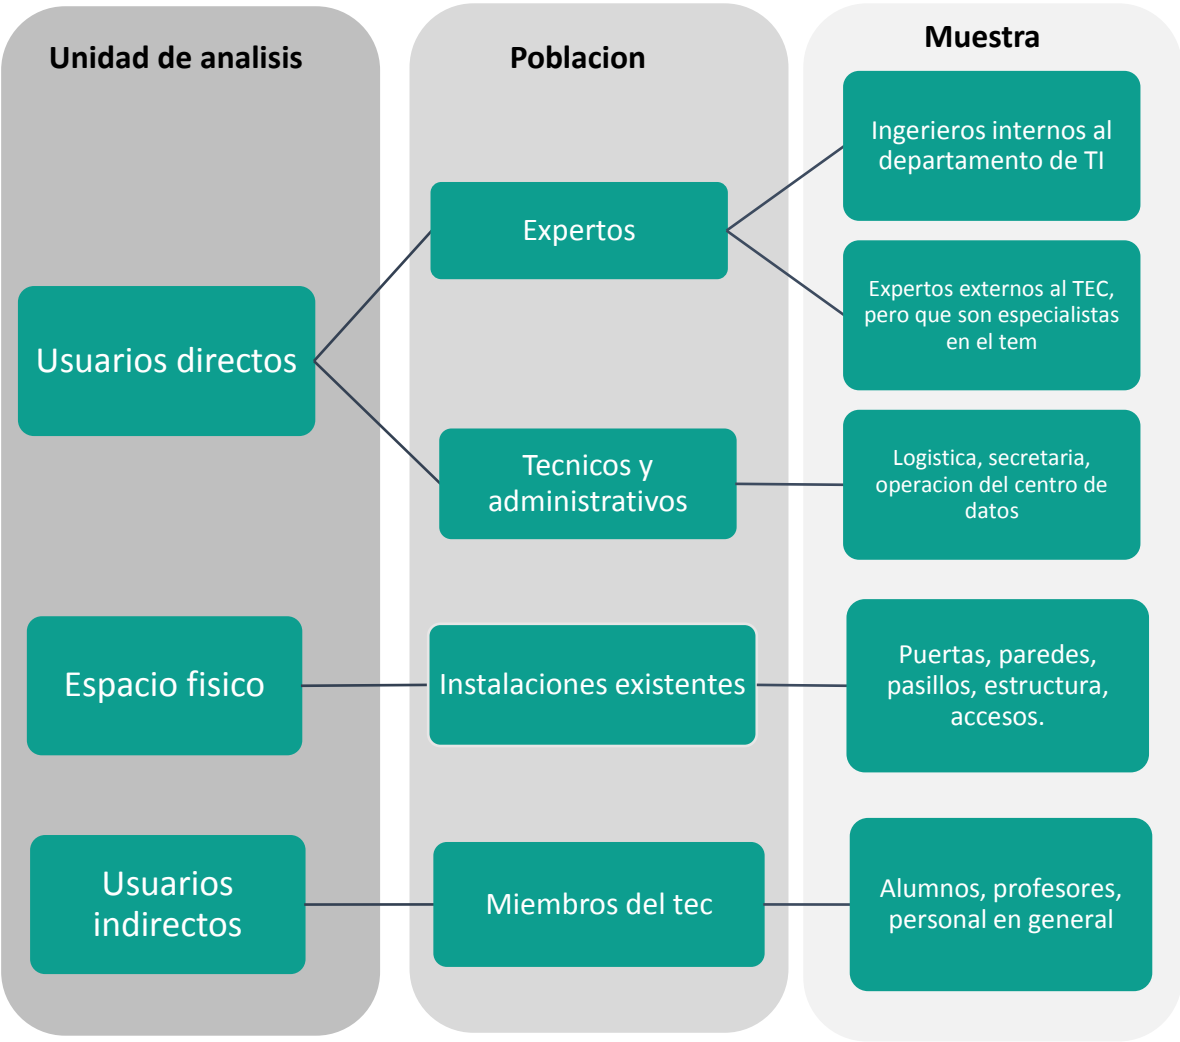 Unidad de analisis
Poblacion
Muestra
Usuarios directos
Expertos
Ingerieros internos al
departamento de TI
Expertos externos al TEC,
pero que son especialistas
en el tem
Tecnicos y
administrativos
Logistica, secretaria,
operacion del centro de
datos
Espacio fisico
Instalaciones existentes
Puertas, paredes,
pasillos, estructura,
accesos.
Usuarios
indirectos
Miembros del tec
Alumnos, profesores,
personal en general